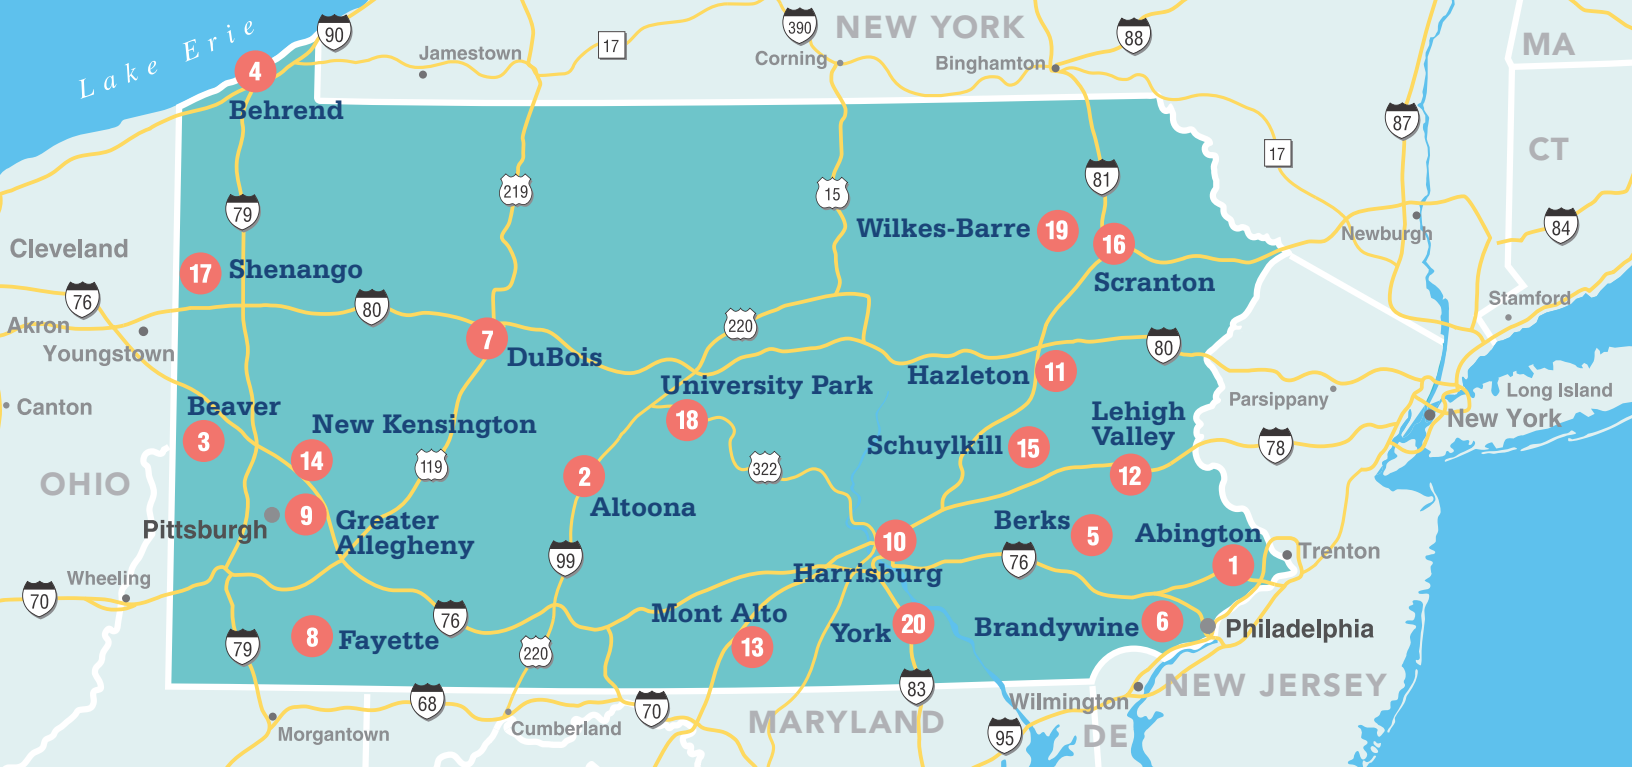 Lake Erie
90
390
NEW YORK
88
MA
17
Jamestown
Corning
Binghamton
4
Behrend
87
CT
17
81
79
219
15
Wilkes-Barre
19
16
Scranton
Newburgh
84
Cleveland
17
Shenango
76
80
Stamford
Akron
Youngstown
7
DuBois
220
80
University Park
Hazleton
11
Parsippany
Long Island
Canton
Beaver
3
New Kensington
14
18
Lehigh
Valley
12
New York
78
Schuylkill
15
OHIO
119
2
Altoona
322
Pittsburgh
9
Greater
Allegheny
10
Harrisburg
Berks
5
Abington
1
Trenton
99
76
Wheeling
70
8
Fayette
76
Mont Alto
13
York
20
Brandywine
6
Philadelphia
79
220
83
Wilmington
NEW JERSEY
68
70
Morgantown
Cumberland
MARYLAND
95
DE